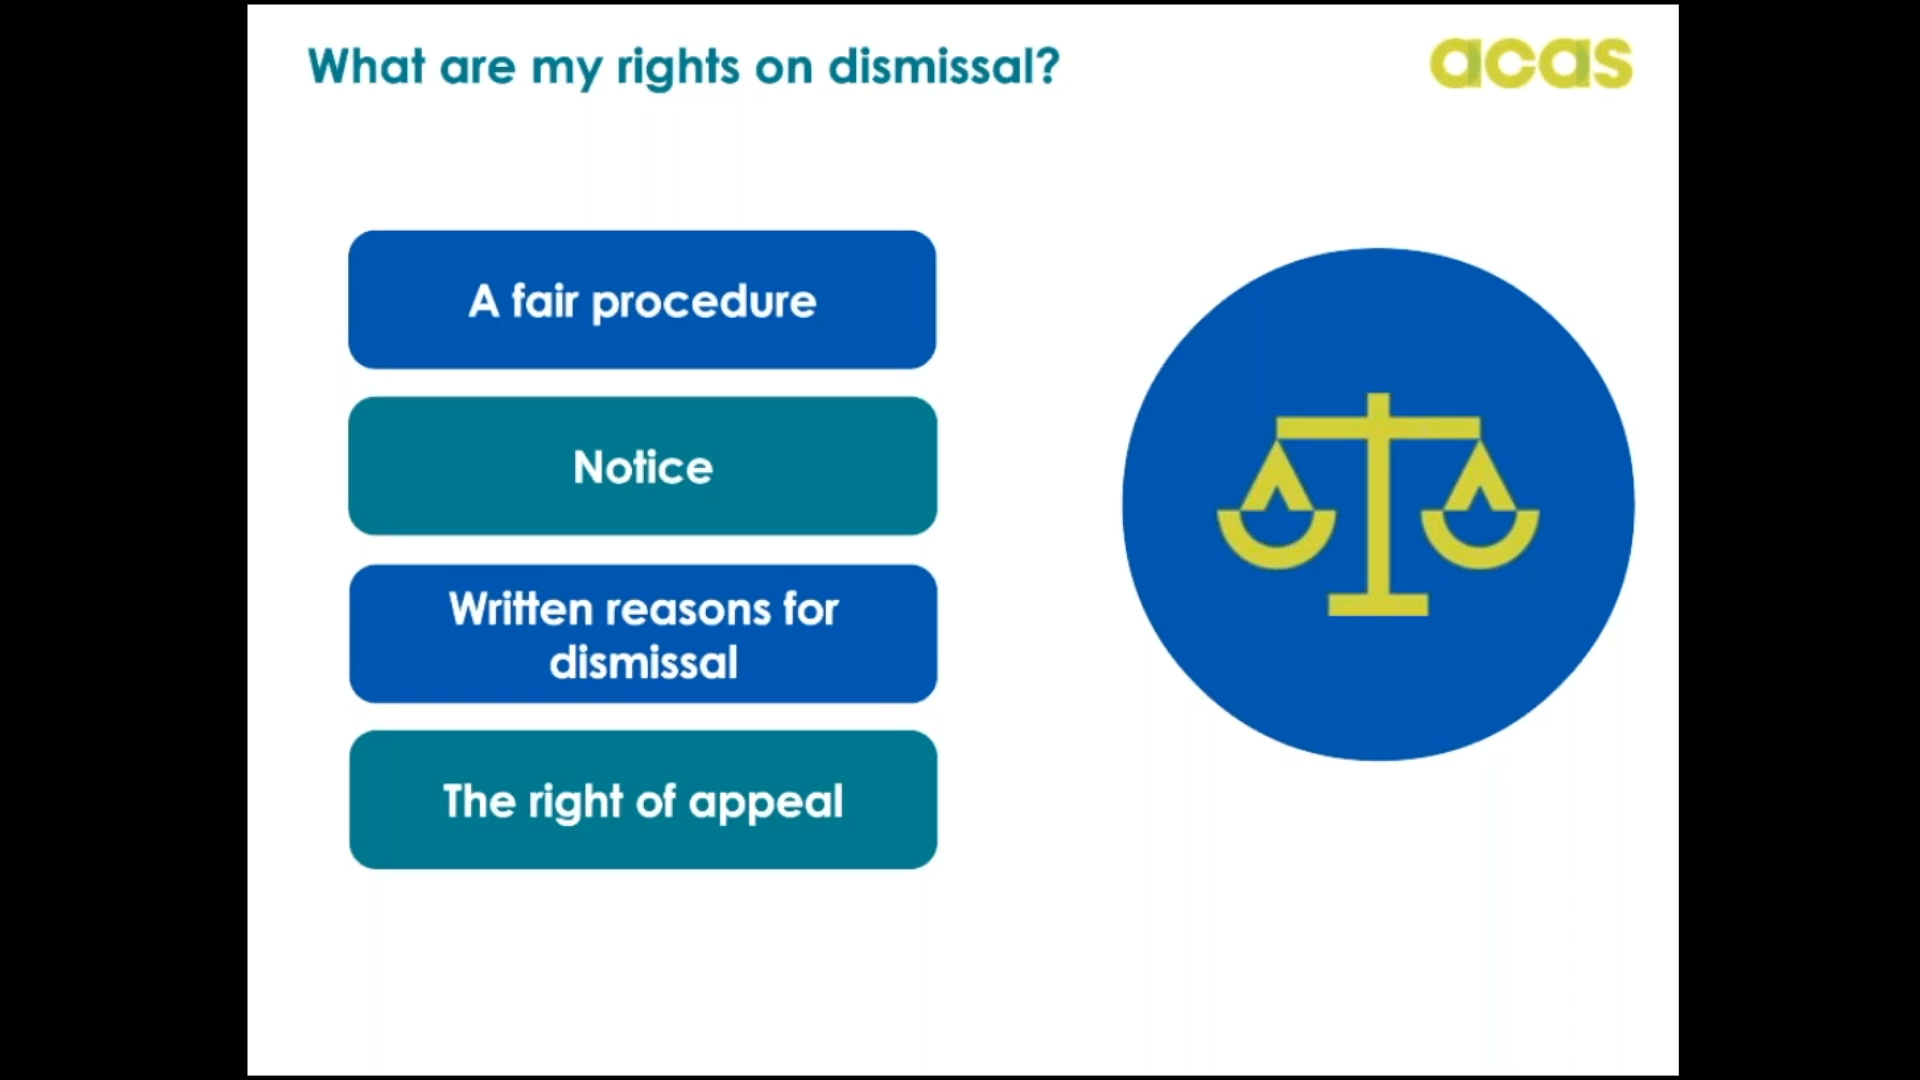 What are my rights on dismissal?
acas
A fair procedure
Notice
Written reasons for
dismissal
The right of appeal